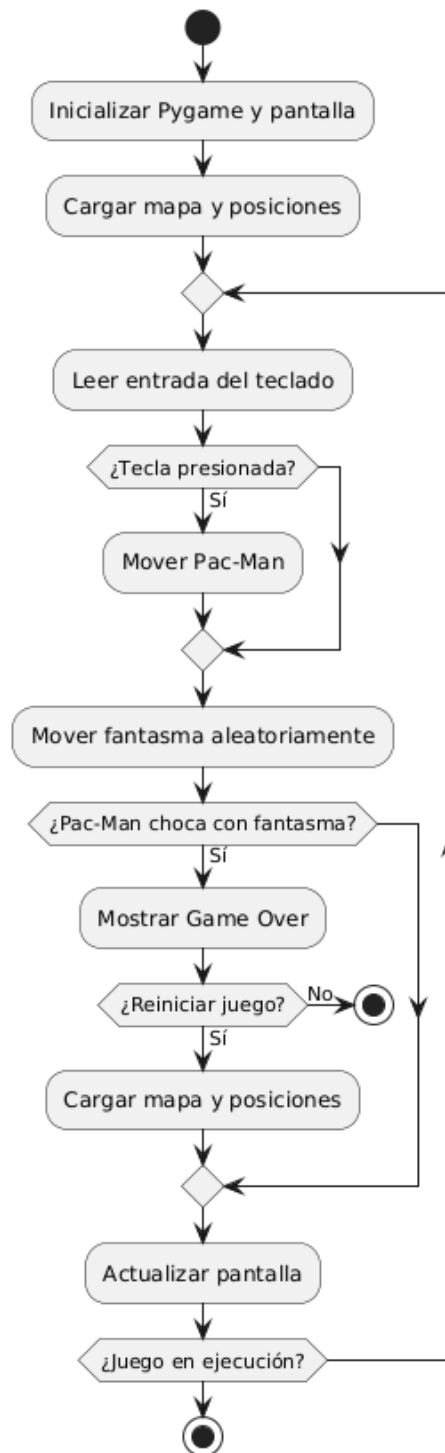 Inicializar Pygame y pantalla
Cargar mapa y posiciones
Leer entrada del teclado
¿Tecla presionada?
Sí
Mover Pac-Man
Mover fantasma aleatoriamente
¿Pac-Man choca con fantasma?
Sí
Mostrar Game Over
¿Reiniciar juego?
No
Sí
Cargar mapa y posiciones
Actualizar pantalla
¿Juego en ejecución?